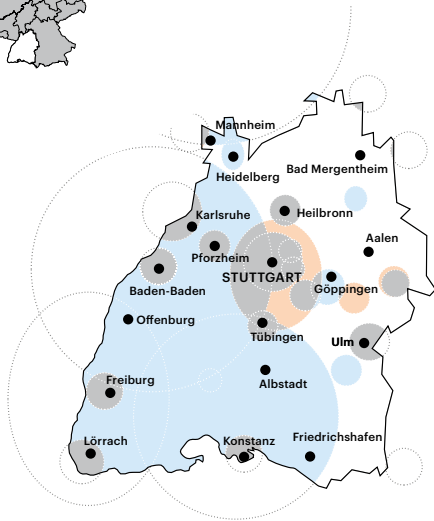 Mannheim
Heidelberg
Bad Mergentheim
Karlsruhe
Heilbronn
Aalen
Pforzheim
STUTTGART
Göppingen
Baden-Baden
Offenburg
Tübingen
Ulm
Albstadt
Freiburg
Lörrach
Konstanz
Friedrichshafen